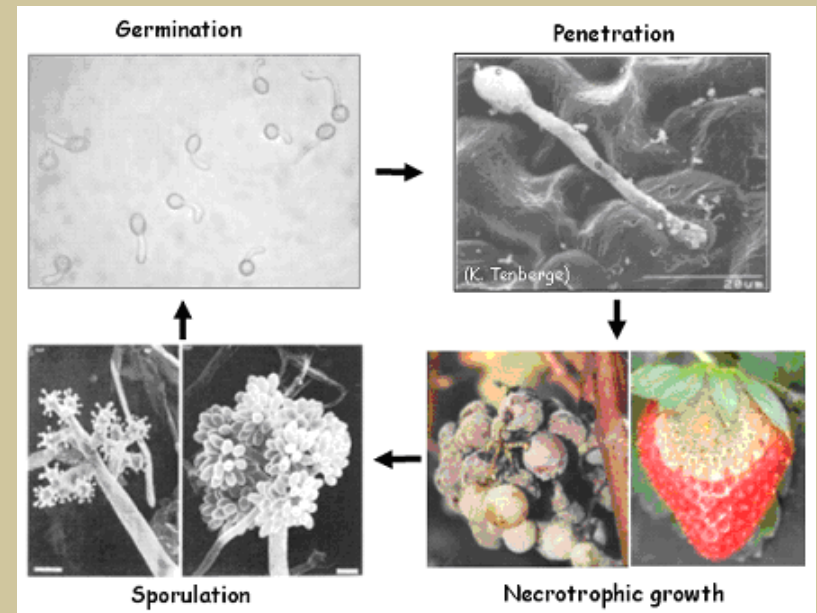 Germination
Penetration
(K. Tenberge)
20um
Sporulation
Necrotrophic growth